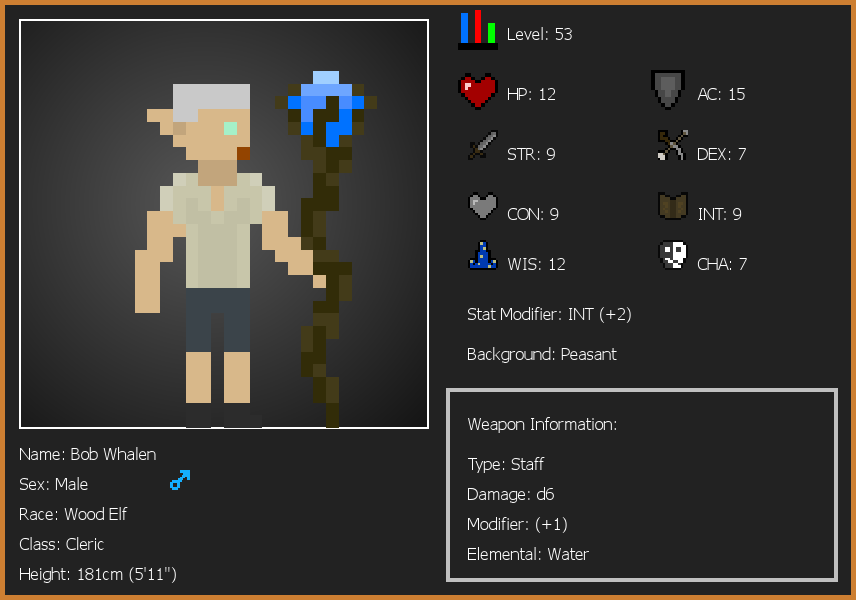 Level: 53
HP: 12
AC: 15
STR: 9
DEX: 7
CON: 9
INT: 9
WIS: 12
CHA: 7
Stat Modifier: INT (+2)
Background: Peasant
Weapon Information:
Type: Staff
Damage: d6
Modifier: (+1)
Elemental: Water
Name: Bob Whalen
Sex: Male
Race: Wood Elf
Class: Cleric
Height: 181cm (5'11")